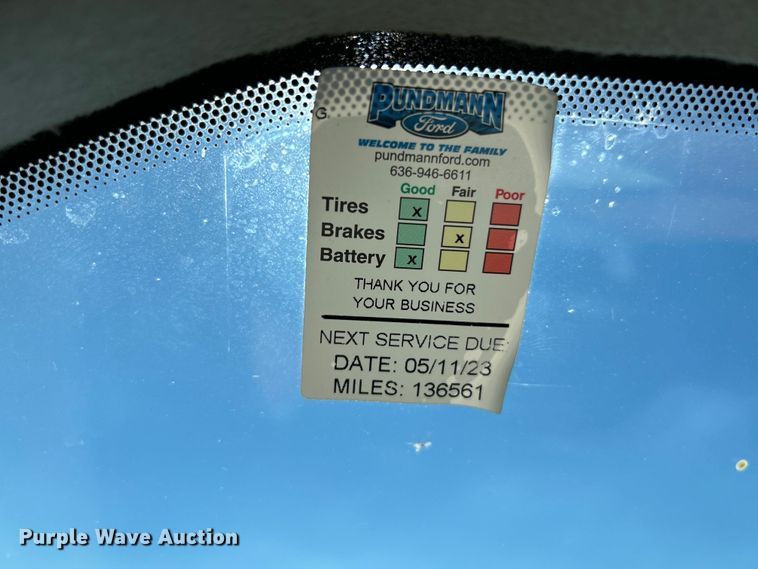 G.
PUNDMANN
Ford
WELCOME TO THE FAMILY
pundmannford.com
636-946-6611
Good Fair Poor
Tires x
Brakes x
Battery x
THANK YOU FOR
YOUR BUSINESS
NEXT SERVICE DUE:
DATE: 05/11/23
MILES: 136561
Purple Wave Auction